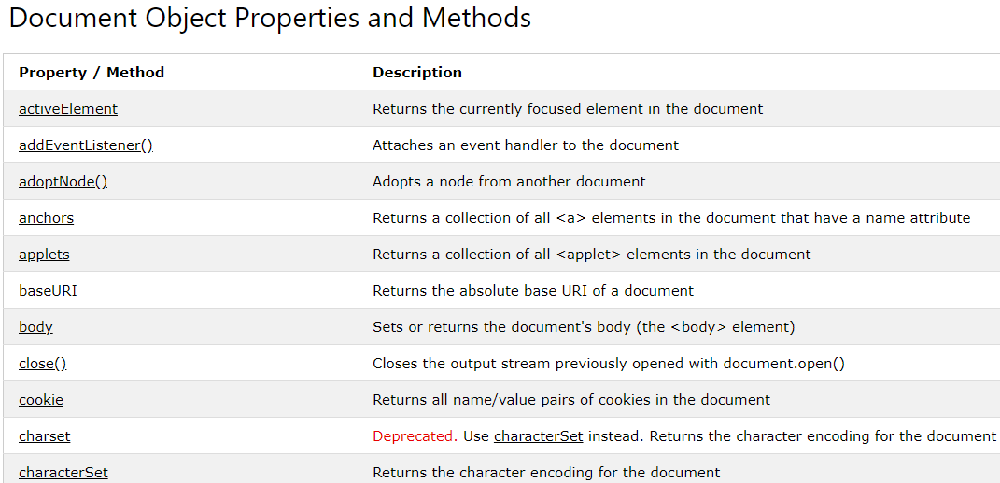 Document Object Properties and Methods
Property / Method Description
activeElement Returns the currently focused element in the document
addEventListener() Attaches an event handler to the document
adoptNode() Adopts a node from another document
anchors Returns a collection of all <a> elements in the document that have a name attribute
applets Returns a collection of all <applet> elements in the document
baseURI Returns the absolute base URI of a document
body Sets or returns the document's body (the <body> element)
close() Closes the output stream previously opened with document.open()
cookie Returns all name/value pairs of cookies in the document
charset Deprecated. Use characterSet instead. Returns the character encoding for the document
characterSet Returns the character encoding for the document